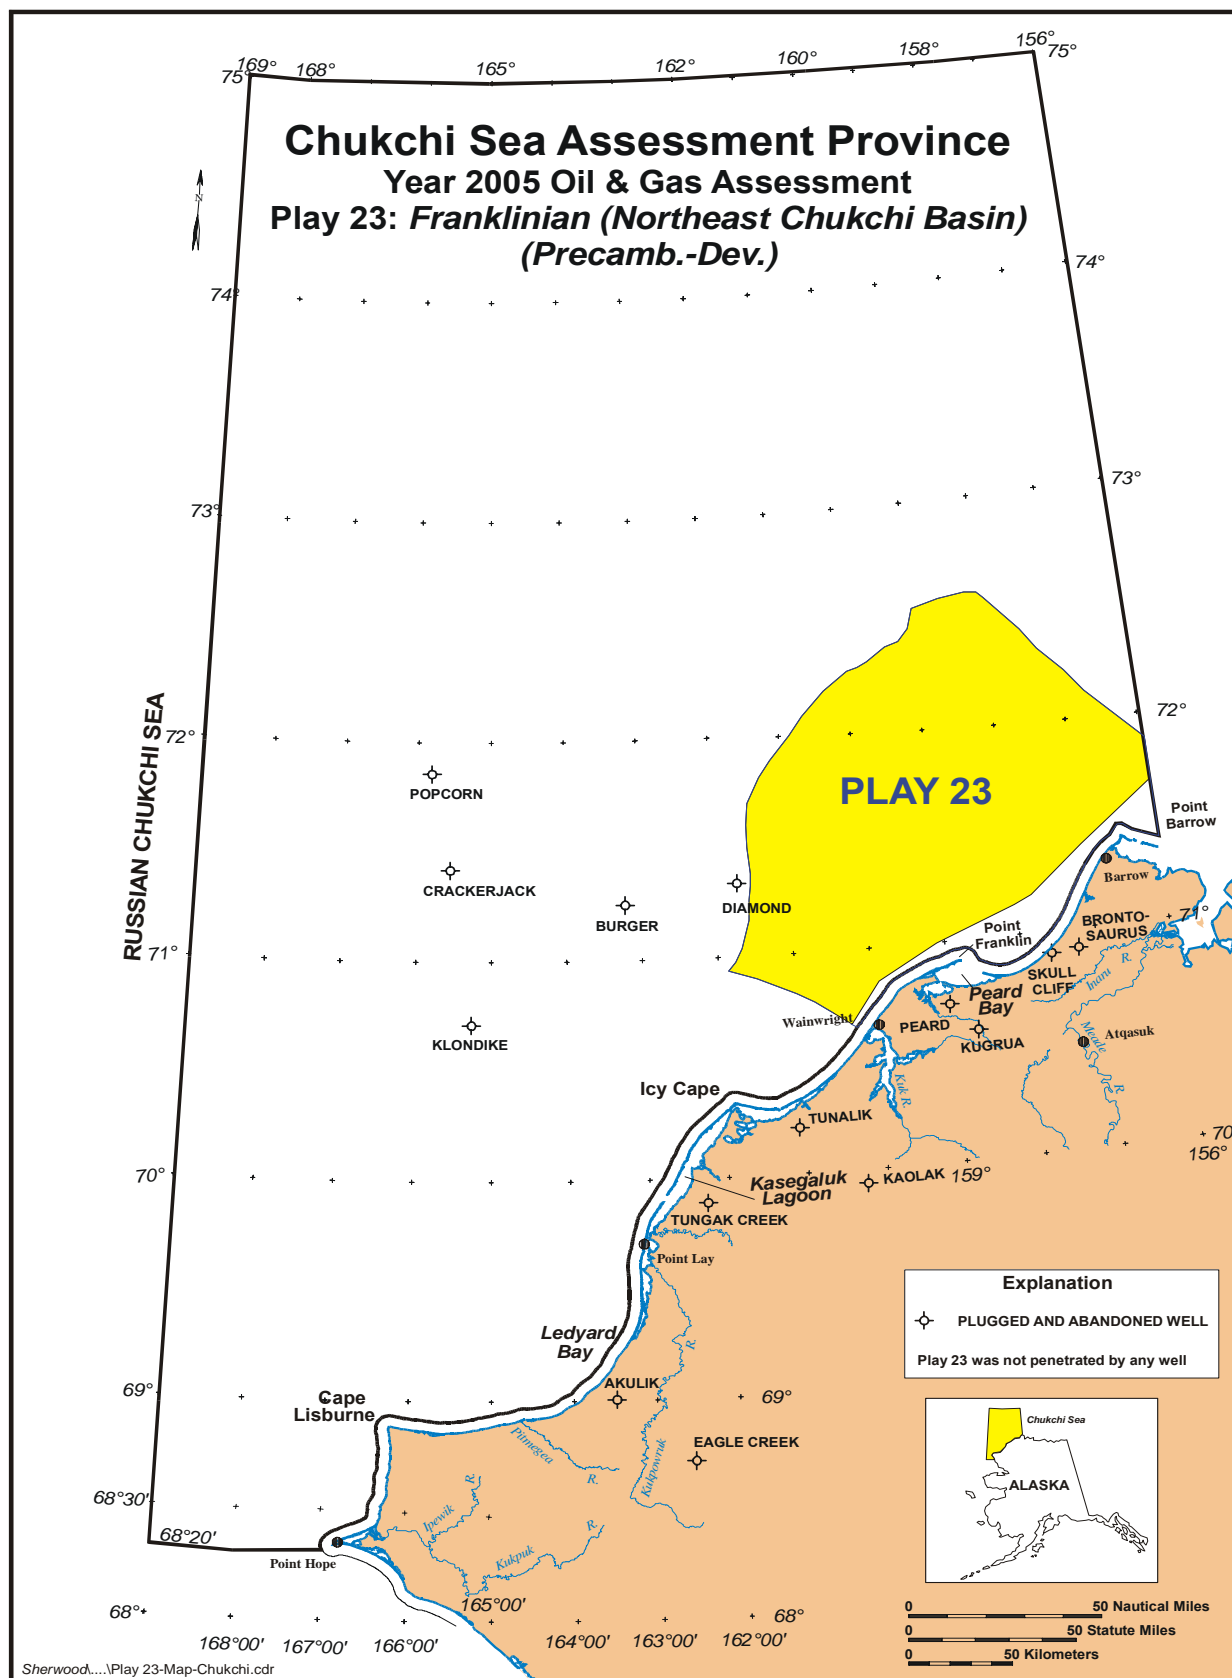 169° 168° 165° 162° 160° 158° 156°
75° 75°
Chukchi Sea Assessment Province
Year 2005 Oil & Gas Assessment
Play 23: Franklinian (Northeast Chukchi Basin)
(Precamb.-Dev.)
N
74° 74°
73° 73°
72° 72°
RUSSIAN CHUKCHI SEA
POPCORN
PLAY 23
Point
Barrow
CRACKERJACK
BURGER
DIAMOND
Barrow
71° 71°
BRONTO-
SAURUS
Point
Franklin
SKULL
CLIFF
Inaru R.
Peard
Bay
Wainwright
PEARD
KUGRUA
Meade R.
Atqasuk
KLONDIKE
Icy Cape
Kuk R.
TUNALIK
70° 70
156°
159°
KAOLAK
Kasegaluk
Lagoon
TUNGAK CREEK
Point Lay
Explanation
PLUGGED AND ABANDONED WELL
Play 23 was not penetrated by any well
Ledyard
Bay
R.
AKULIK
69° 69°
Cape
Lisburne
Pitmegea R.
EAGLE CREEK
Kukpowruk
Chukchi Sea
ALASKA
68°30'
R.
Ipewik
68°20'
R.
Kukpuk
Point Hope
165°00'
68° 68°
168°00' 167°00' 166°00' 164°00' 163°00' 162°00'
0 50 Nautical Miles
0 50 Statute Miles
0 50 Kilometers
Sherwood\....\Play 23-Map-Chukchi.cdr